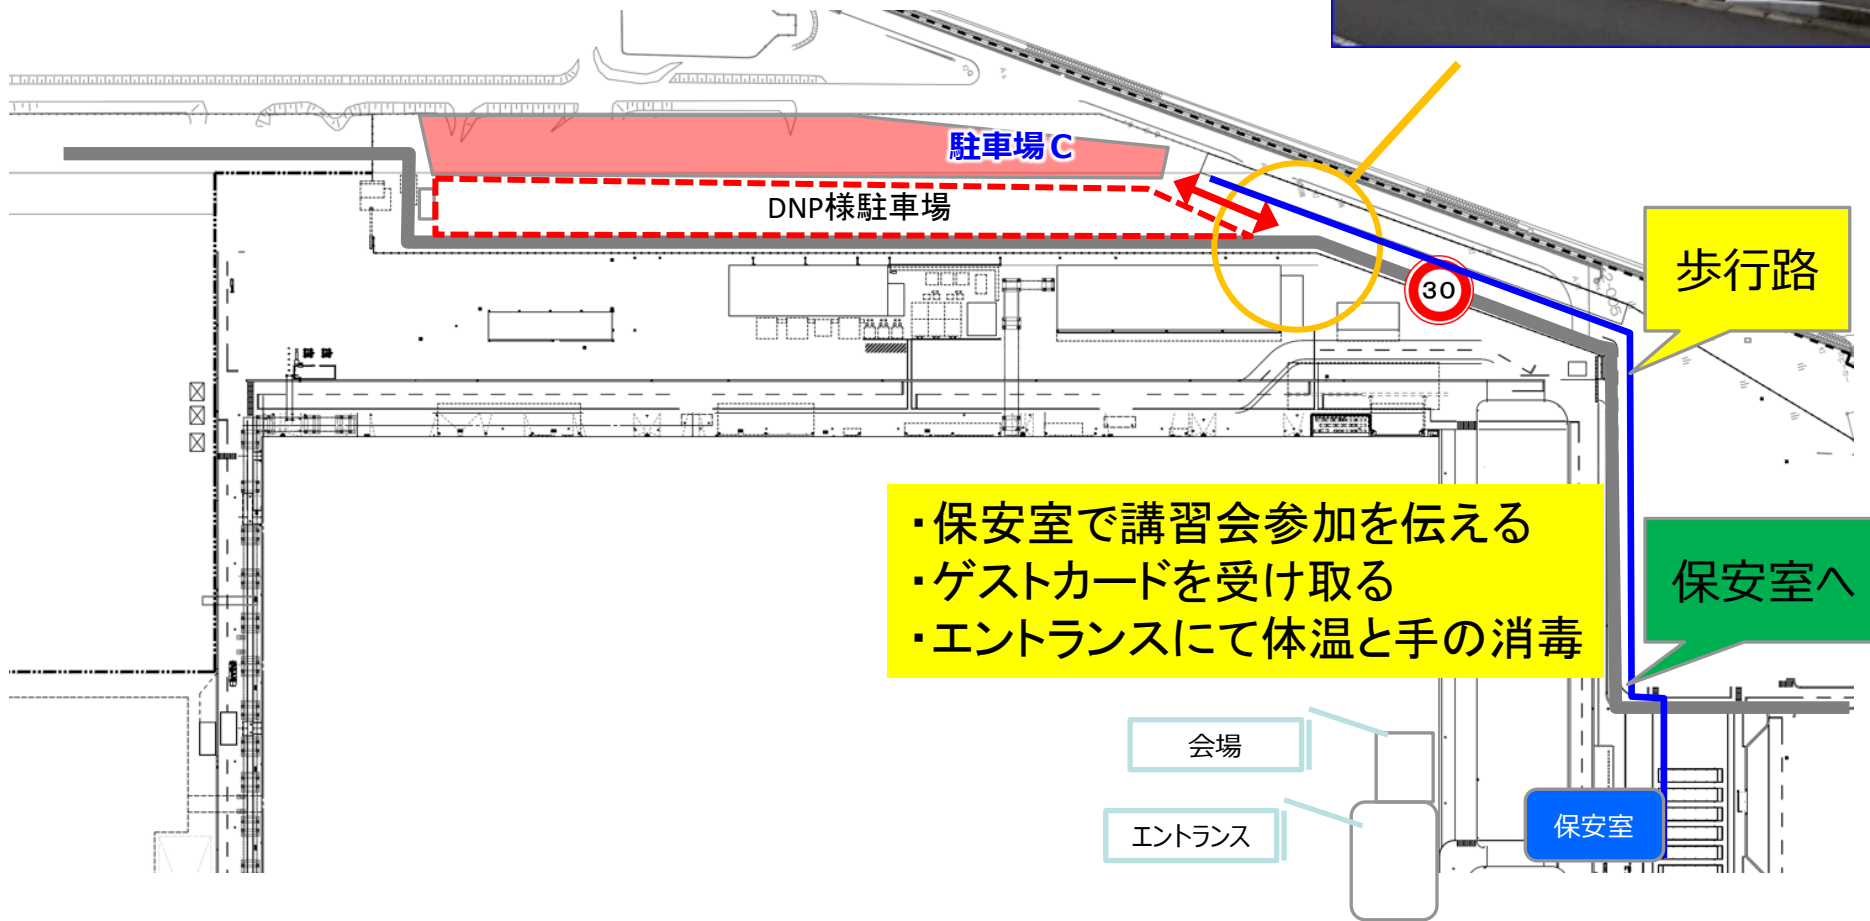 駐車場C
DNP様駐車場
30
歩行路
・保安室で講習会参加を伝える
・ゲストカードを受け取る
・エントランスにて体温と手の消毒
保安室へ
会場
エントランス
保安室